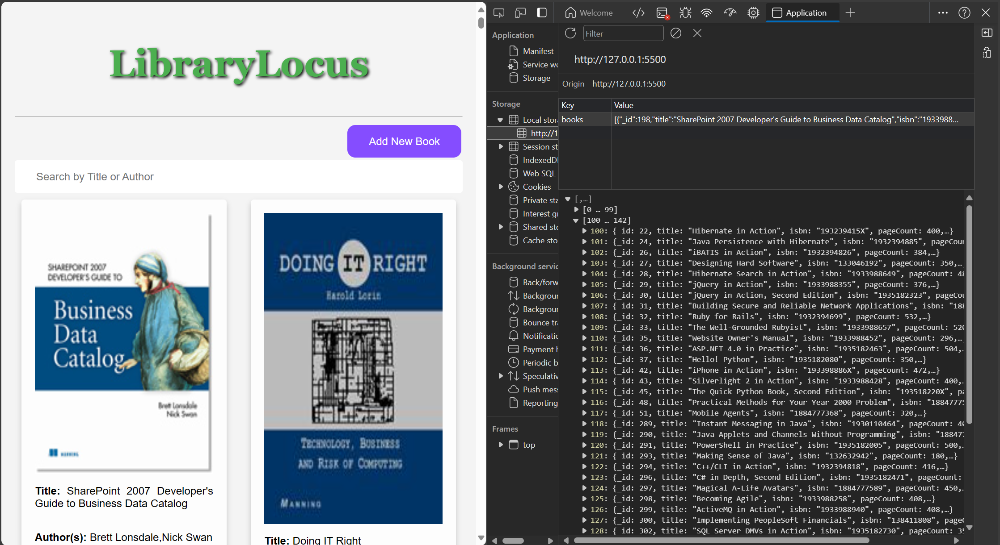 LibraryLocus
Add New Book
Search by Title or Author
SHAREPOINT 2007
DEVELOPER'S GUIDE TO
Business
Data
Catalog
Brett Lonsdale
Nick Swan
MANNING
Title: SharePoint 2007 Developer's
Guide to Business Data Catalog
Author(s): Brett Lonsdale,Nick Swan
DOING IT RIGHT
Harold Lorin
TECHNOLOGY, BUSINESS
AND RISK OF COMPUTING
MANNING
Title: Doing IT Right
Welcome
Application
Application
Manifest
Service wo
Storage
Storage
Local stor
http://1
Session st
IndexedD
Web SQL
Cookies
Private sta
Interest g
Shared sto
Cache sto
Background servic
Back/forw
Backgrour
Backgrour
Bounce tra
Notificatio
Payment h
Periodic b
Speculativ
Push mess
Reporting
Frames
top
Filter
http://127.0.0.1:5500
Origin http://127.0.0.1:5500
Key Value
books [{"_id":198,"title":"SharePoint 2007 Developer's Guide to Business Data Catalog","isbn":"1933988...
[,…]
[0 … 99]
[100 … 142]
100: {_id: 22, title: "Hibernate in Action", isbn: "193239415X", pageCount: 400,…}
101: {_id: 24, title: "Java Persistence with Hibernate", isbn: "1932394885", pageCour
102: {_id: 26, title: "iBATIS in Action", isbn: "1932394826", pageCount: 384,…}
103: {_id: 27, title: "Designing Hard Software", isbn: "133046192", pageCount: 350,…}
104: {_id: 28, title: "Hibernate Search in Action", isbn: "1933988649", pageCount: 48
105: {_id: 29, title: "jQuery in Action", isbn: "1933988355", pageCount: 376,…}
106: {_id: 30, title: "jQuery in Action, Second Edition", isbn: "1935182323", pageCou
107: {_id: 31, title: "Building Secure and Reliable Network Applications", isbn: "188
108: {_id: 32, title: "Ruby for Rails", isbn: "1932394699", pageCount: 532,…}
109: {_id: 33, title: "The Well-Grounded Rubyist", isbn: "1933988657", pageCount: 520
110: {_id: 35, title: "Website Owner's Manual", isbn: "1933988452", pageCount: 296,…}
111: {_id: 36, title: "ASP.NET 4.0 in Practice", isbn: "1935182463", pageCount: 504,…
112: {_id: 37, title: "Hello! Python", isbn: "1935182080", pageCount: 350,…}
113: {_id: 42, title: "iPhone in Action", isbn: "193398886X", pageCount: 472,…}
114: {_id: 43, title: "Silverlight 2 in Action", isbn: "1933988428", pageCount: 400,…
115: {_id: 45, title: "The Quick Python Book, Second Edition", isbn: "193518220X", pa
116: {_id: 48, title: "Practical Methods for Your Year 2000 Problem", isbn: "18847775
117: {_id: 51, title: "Mobile Agents", isbn: "1884777368", pageCount: 320,…}
118: {_id: 289, title: "Instant Messaging in Java", isbn: "1930110464", pageCount: 40
119: {_id: 290, title: "Java Applets and Channels Without Programming", isbn: "188477
120: {_id: 291, title: "PowerShell in Practice", isbn: "1935182005", pageCount: 500,…
121: {_id: 293, title: "Making Sense of Java", isbn: "132632942", pageCount: 180,…}
122: {_id: 294, title: "C++/CLI in Action", isbn: "1932394818", pageCount: 416,…}
123: {_id: 296, title: "C# in Depth, Second Edition", isbn: "1935182471", pageCount:
124: {_id: 297, title: "Magical A-Life Avatars", isbn: "1884777589", pageCount: 450,…
125: {_id: 298, title: "Becoming Agile", isbn: "1933988258", pageCount: 408,…}
126: {_id: 299, title: "ActiveMQ in Action", isbn: "1933988940", pageCount: 408,…}
127: {_id: 300, title: "Implementing PeopleSoft Financials", isbn: "138411808", pageC
128: {_id: 302, title: "SQL Server DMVs in Action", isbn: "1935182730", pageCount: 35